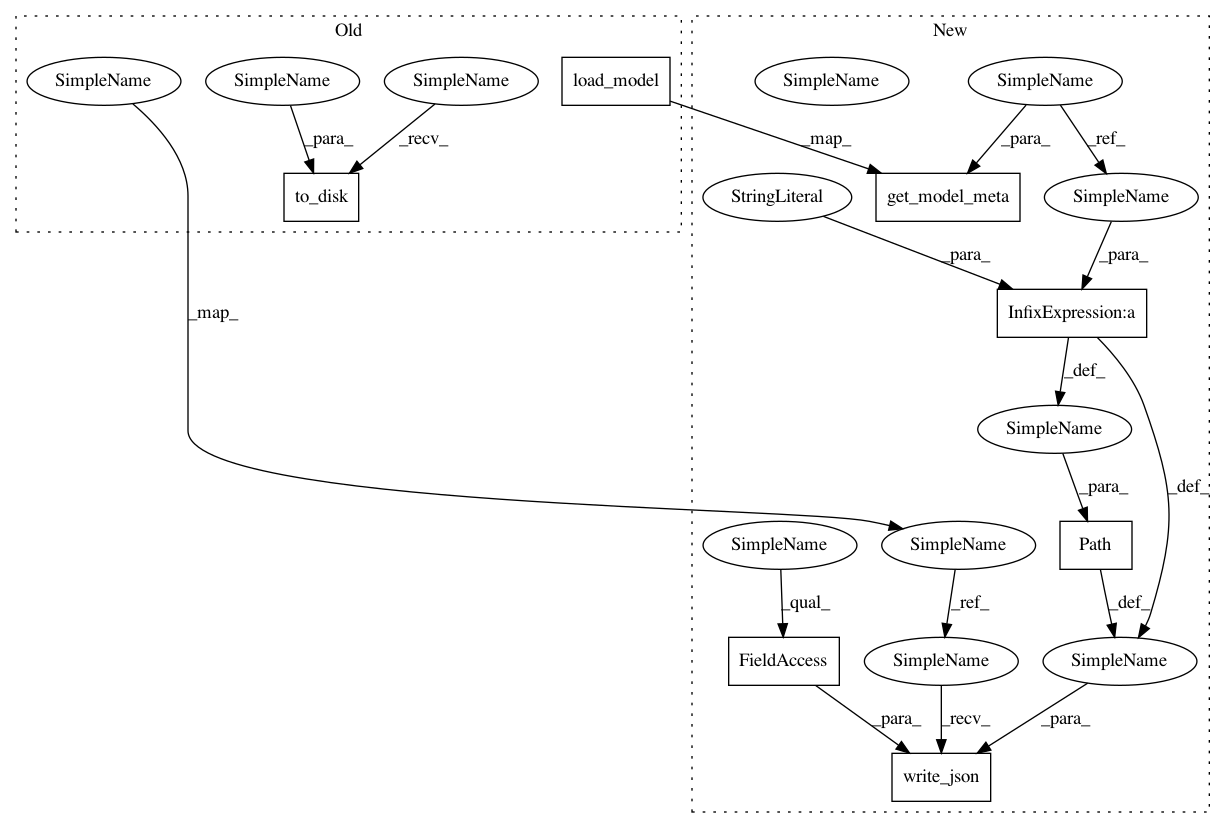 Old
New
SimpleName
SimpleName
SimpleName
load_model
SimpleName
SimpleName
_para_
_recv_
_map_
_para_
_ref_
to_disk
StringLiteral
get_model_meta
SimpleName
_para_
_para_
_map_
InfixExpression:a
_def_
SimpleName
_para_
_def_
SimpleName
SimpleName
Path
_qual_
_ref_
_def_
FieldAccess
SimpleName
SimpleName
_para_
_recv_
_para_
write_json